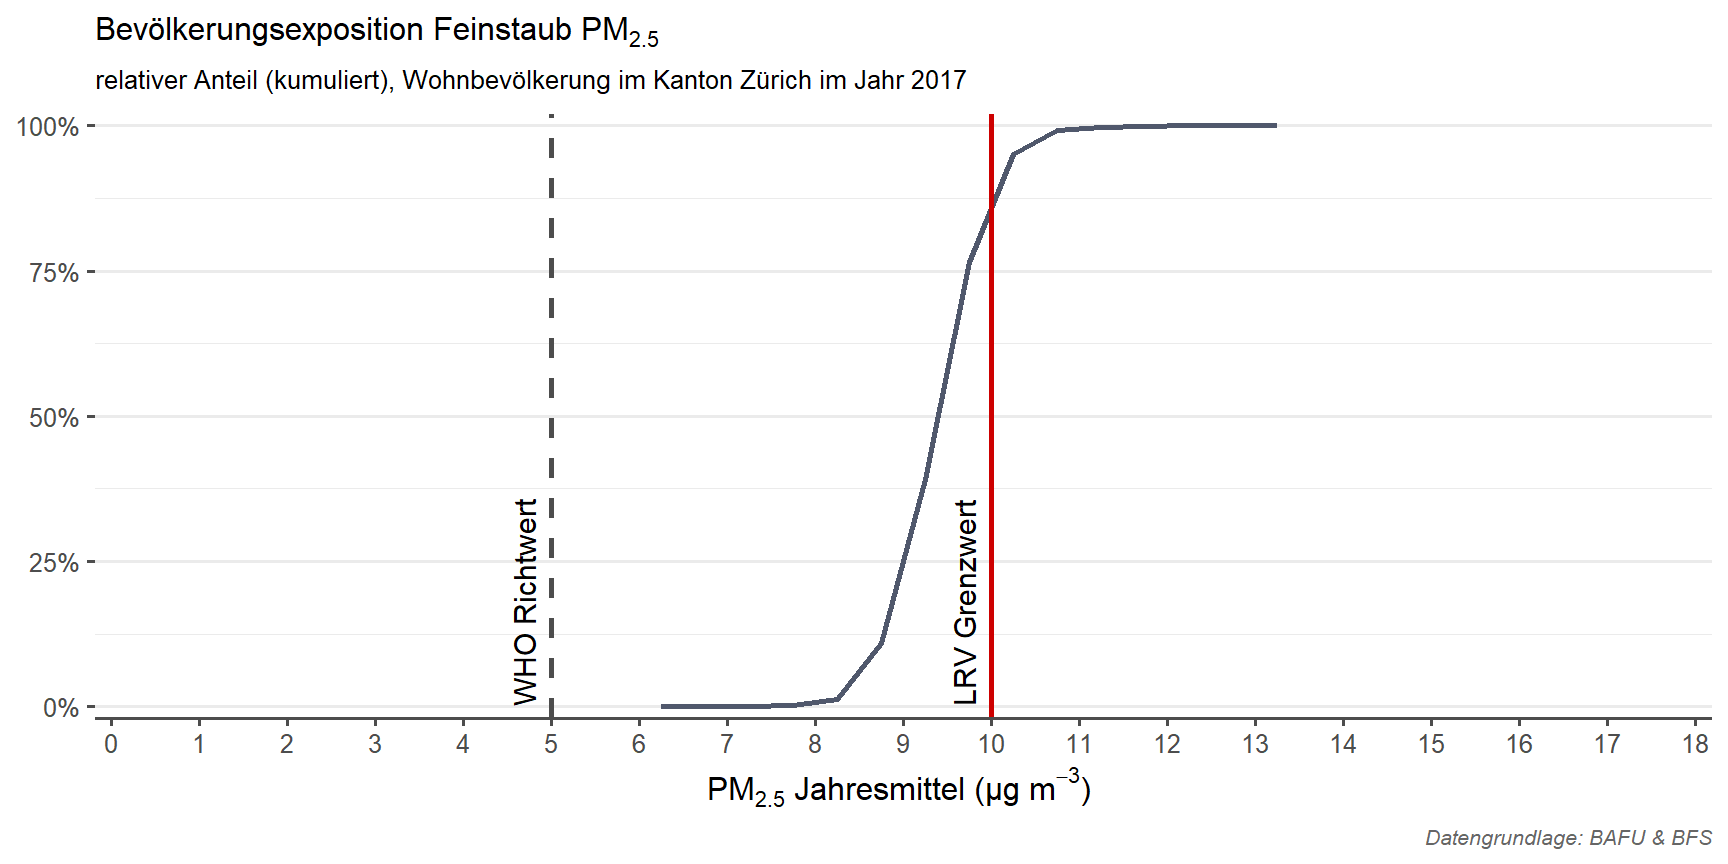 Bevölkerungsexposition Feinstaub PM2.5
relativer Anteil (kumuliert), Wohnbevölkerung im Kanton Zürich im Jahr 2017
100%
75%
50%
25%
0%
WHO Richtwert
LRV Grenzwert
0 1 2 3 4 5 6 7 8 9 10 11 12 13 14 15 16 17 18
PM2.5 Jahresmittel (µg m−3)
Datengrundlage: BAFU & BFS